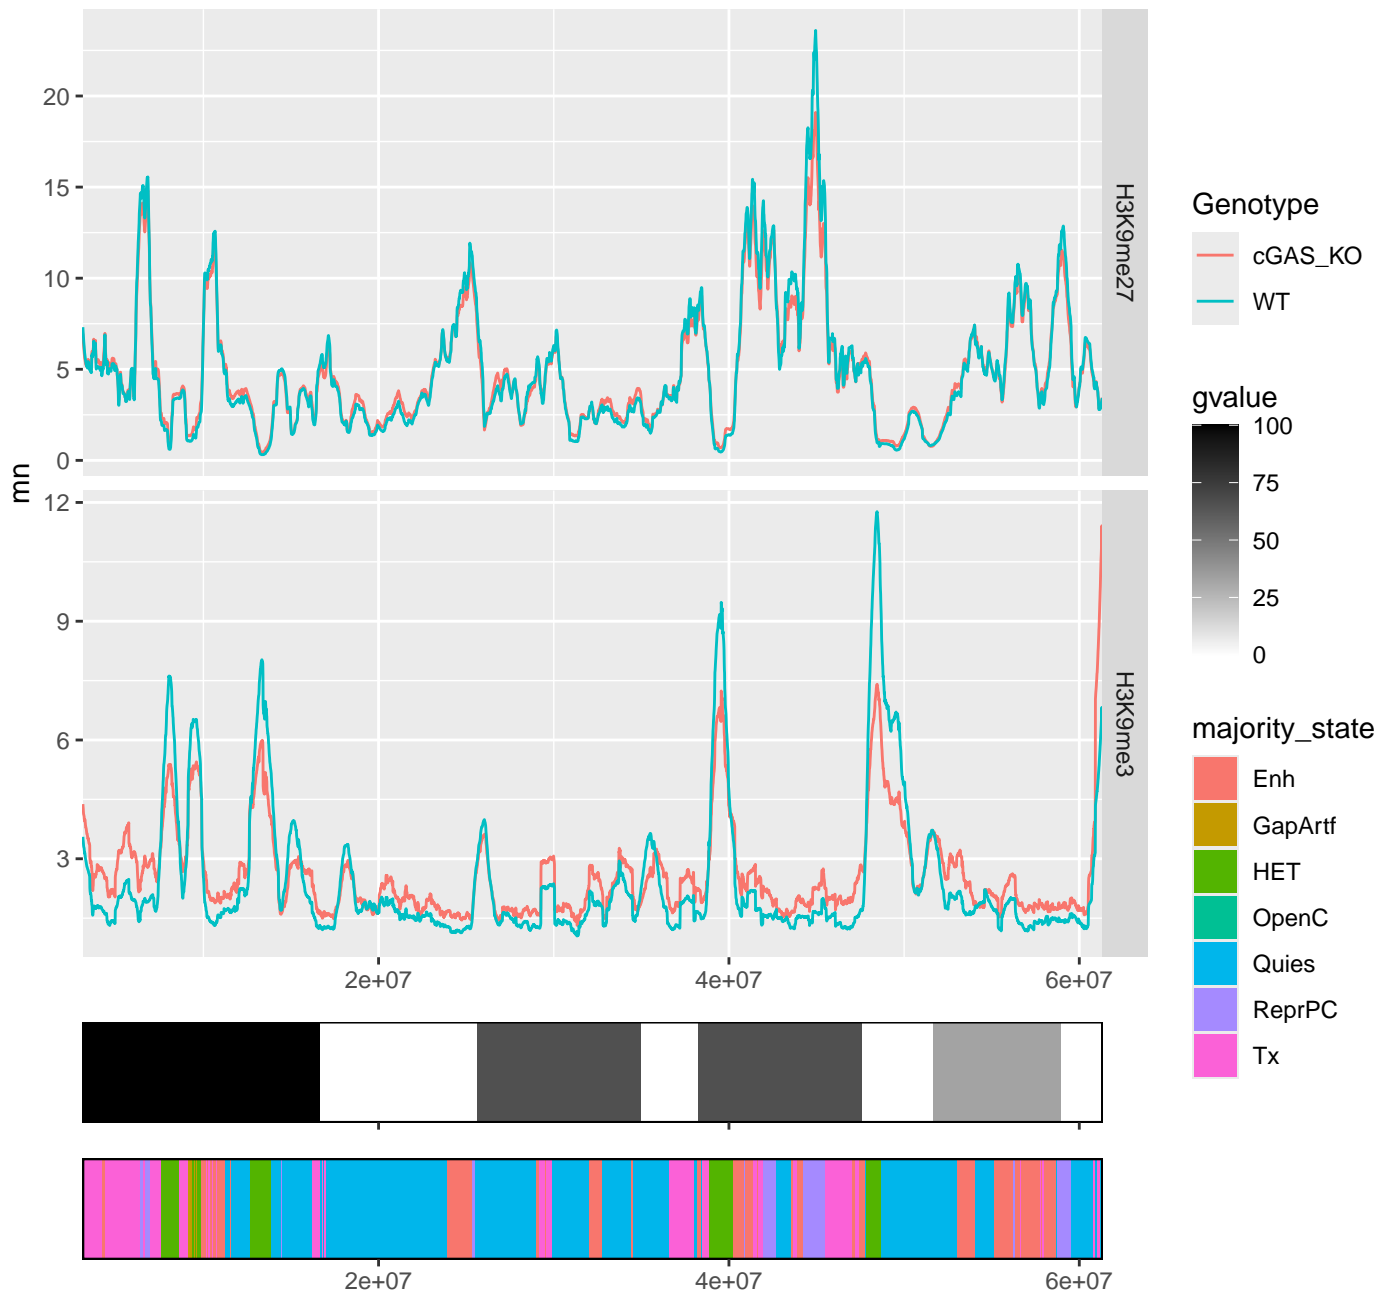 20
15
10
5
0
H3K9me27
mn
12
9
6
3
H3K9me3
2e+07
4e+07
6e+07
2e+07
4e+07
6e+07
Genotype
cGAS_KO
WT
gvalue
100
75
50
25
0
majority_state
Enh
GapArtf
HET
OpenC
Quies
ReprPC
Tx